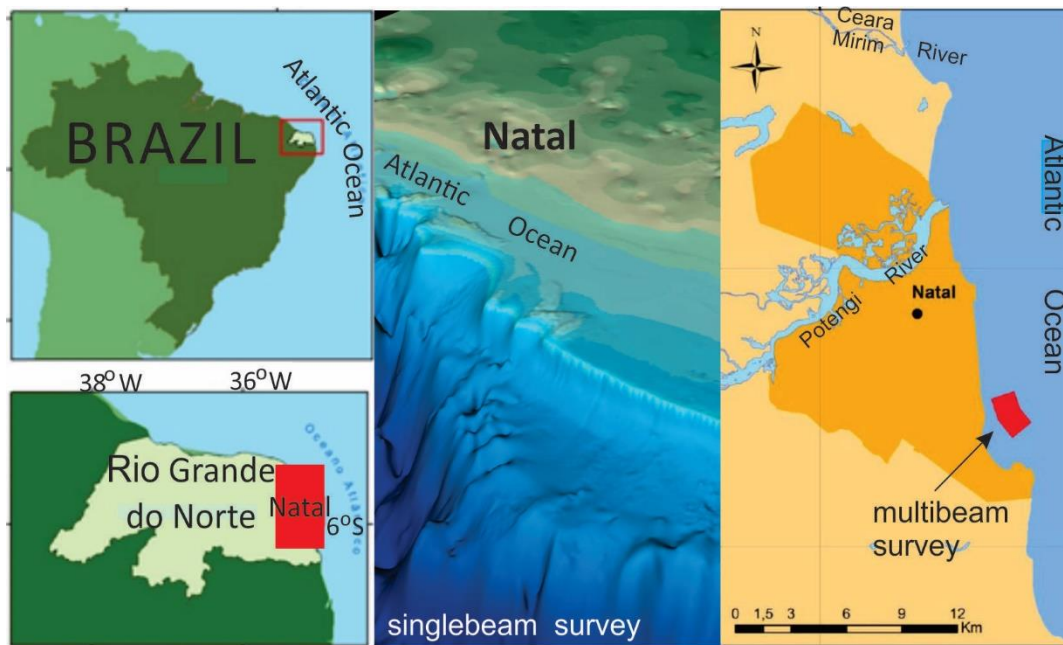 BRAZIL
Atlantic
Ocean
38°W
36°W
Rio Grande
do Norte
Natal
6°S
Oceano Atlântico
Natal
Atlantic
Ocean
singlebeam survey
N
Ceara
Mirim
River
Atlantic
Ocean
Potengi
River
Natal
multibeam
survey
0 1,5 3 6 9 12
Km